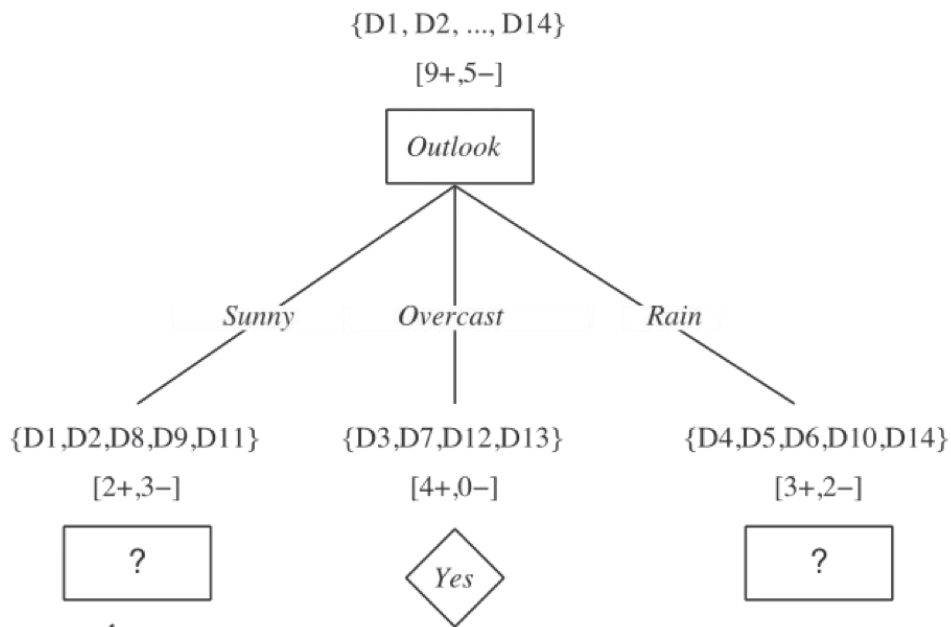 {D1, D2, ..., D14}
[9+,5−]
Outlook
Sunny
Overcast
Rain
{D1,D2,D8,D9,D11}
{D3,D7,D12,D13}
{D4,D5,D6,D10,D14}
[2+,3−]
[4+,0−]
[3+,2−]
?
Yes
?